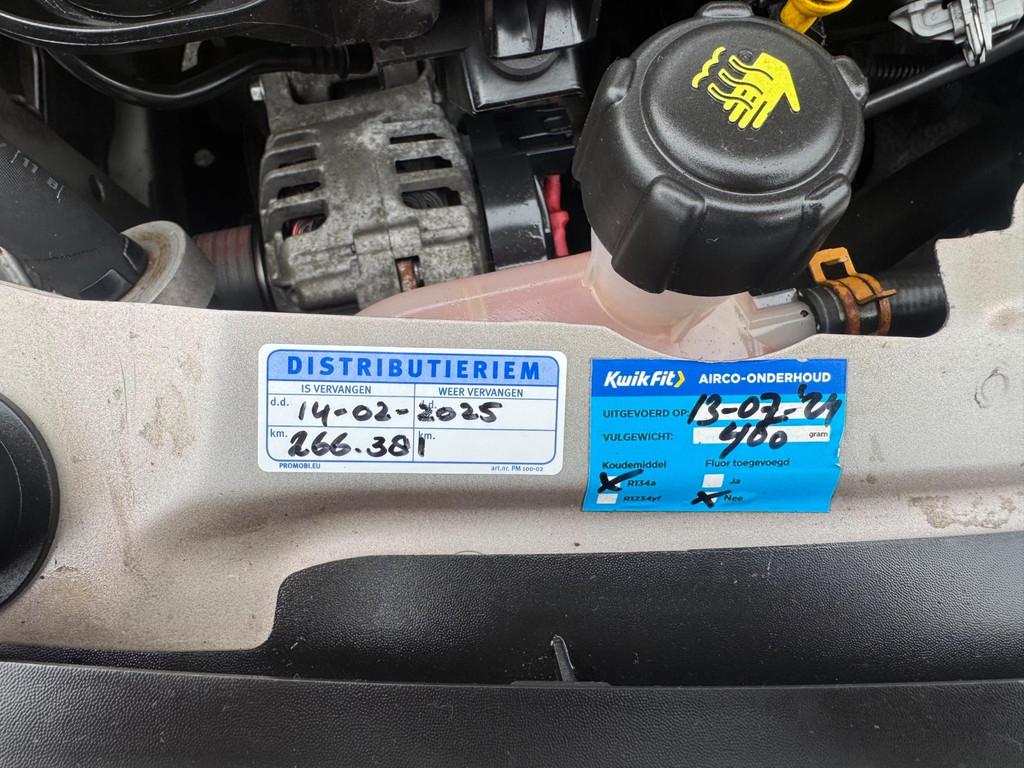 DISTRIBUTIERIEM
IS VERVANGEN WEER VERVANGEN
d.d. 14-02-2025 d.d.
km. 266.381 km.
PROMOBI.EU art.nr. PM 100-02
KwikFit AIRCO-ONDERHOUD
UITGEVOERD OP: 13-07-'24
VULGEWICHT: 400 gram
Koudemiddel Fluor toegevoegd
R134a Ja
R1234yf Nee